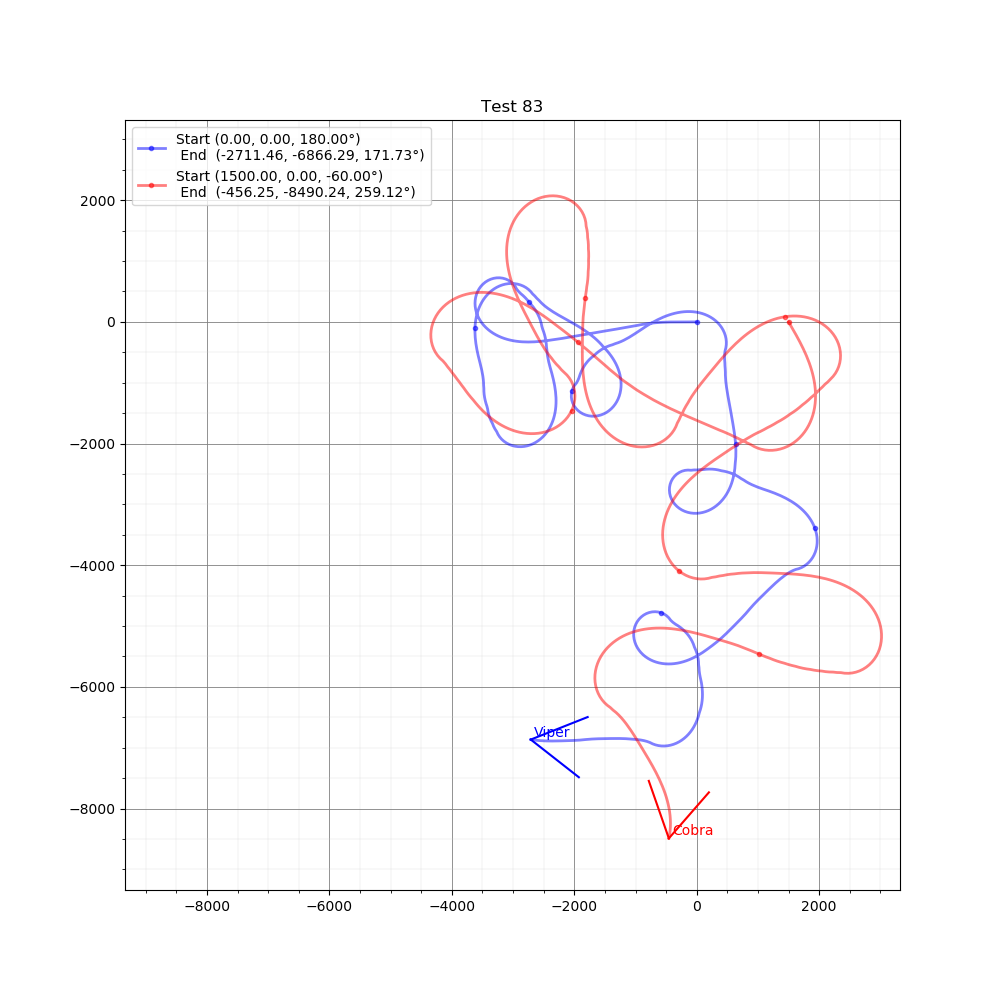 Test 83
Start (0.00, 0.00, 180.00°)
End (-2711.46, -6866.29, 171.73°)
Start (1500.00, 0.00, -60.00°)
End (-456.25, -8490.24, 259.12°)
2000
0
−2000
−4000
−6000
−8000
Viper
Cobra
−8000 −6000 −4000 −2000 0 2000